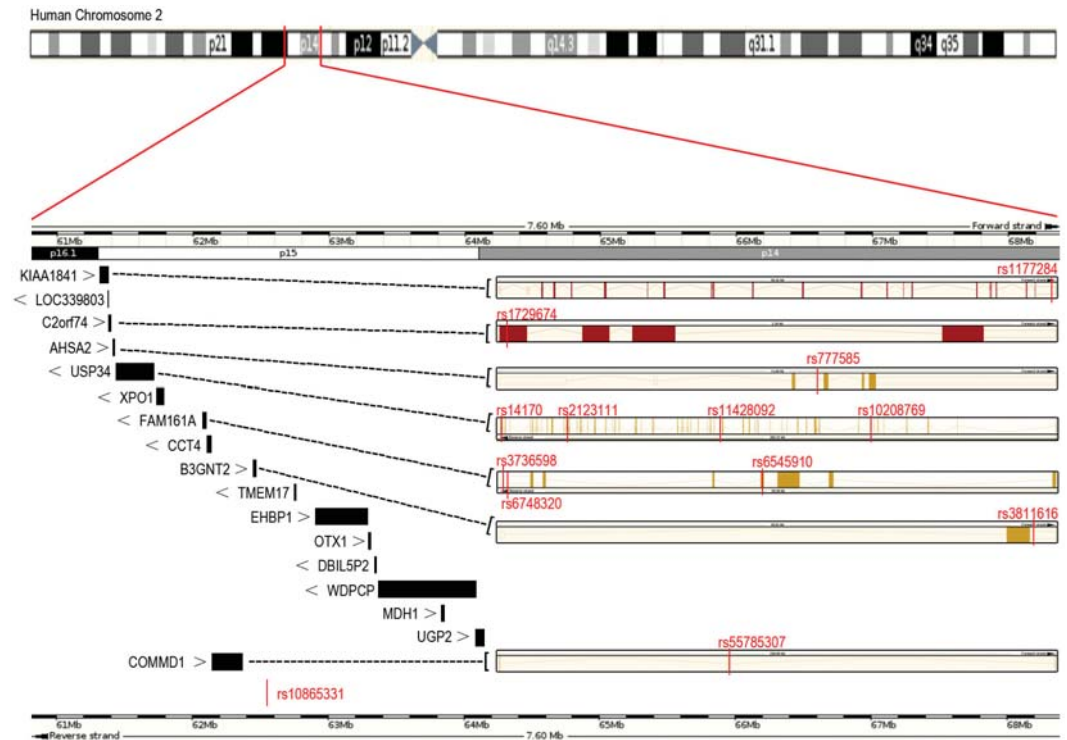 Human Chromosome 2
p21 p14 p12 p11.2 q14.3 q31.1 q34 q35
7.60 Mb Forward strand
61Mb 62Mb 63Mb 64Mb 65Mb 66Mb 67Mb 68Mb
p16.1 p15 p14
KIAA1841 > rs1177284
< LOC339803
C2orf74 > rs1729674
AHSA2 > rs777585
< USP34
rs14170 rs2123111 rs11428092 rs10208769
< XPO1
< FAM161A
rs3736598 rs6545910
< CCT4
B3GNT2 >
< TMEM17
rs6748320
EHBP1 > rs3811616
OTX1 >
< DBIL5P2
< WDPCP
MDH1 >
UGP2 >
rs55785307
COMMD1 >
rs10865331
61Mb 62Mb 63Mb 64Mb 65Mb 66Mb 67Mb 68Mb
Reverse strand 7.60 Mb